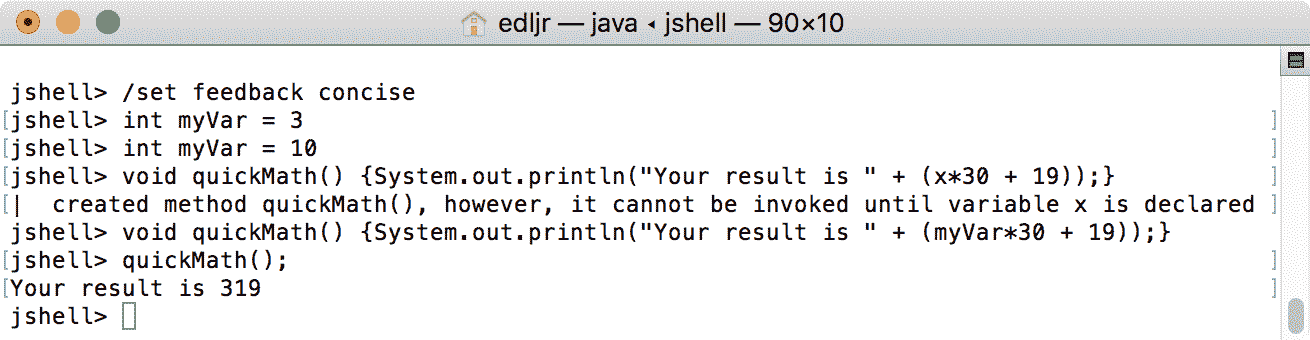 edljr — java ◂ jshell — 90×10
jshell> /set feedback concise
[jshell> int myVar = 3 ]
[jshell> int myVar = 10 ]
[jshell> void quickMath() {System.out.println("Your result is " + (x*30 + 19));} ]
[|  created method quickMath(), however, it cannot be invoked until variable x is declared ]
jshell> void quickMath() {System.out.println("Your result is " + (myVar*30 + 19));}
[jshell> quickMath(); ]
[Your result is 319 ]
jshell>